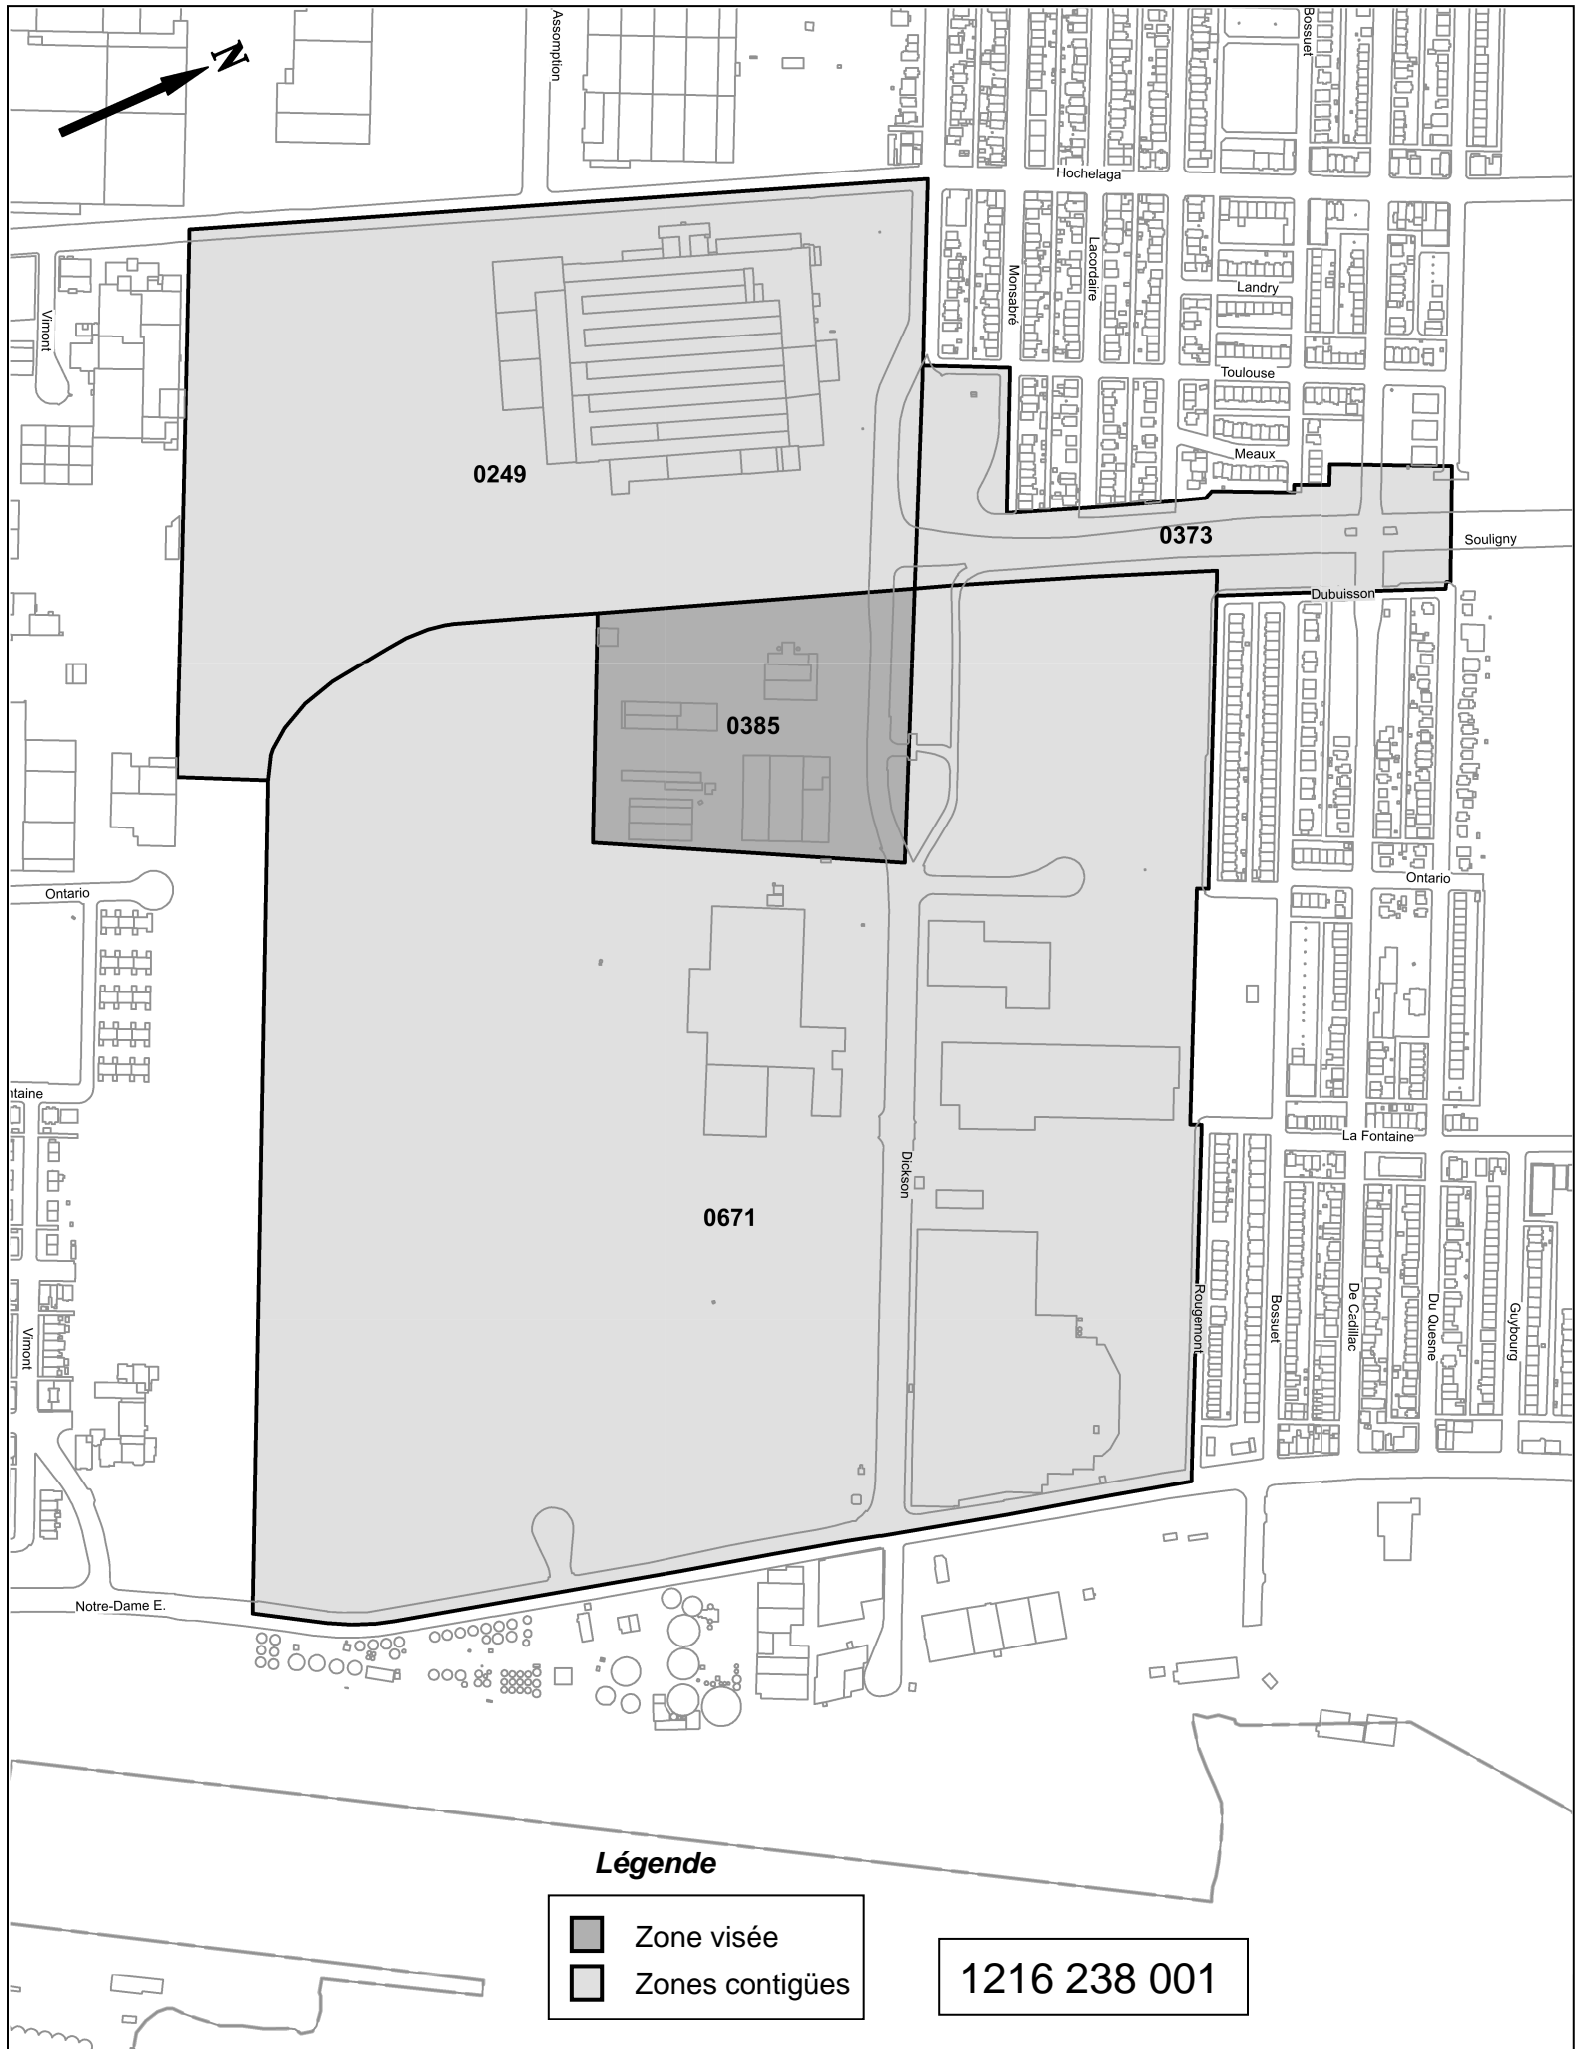 N
Assomption
Bossuet
Hochelaga
Vimont
Monsabré
Lacordaire
Landry
Toulouse
Meaux
0249
0373
Souligny
Dubuisson
0385
Ontario
Ontario
ntaine
La Fontaine
Dickson
0671
Rougemont
Bossuet
De Cadillac
Du Quesne
Guybourg
Vimont
Notre-Dame E.
Légende
Zone visée
Zones contigües
1216 238 001